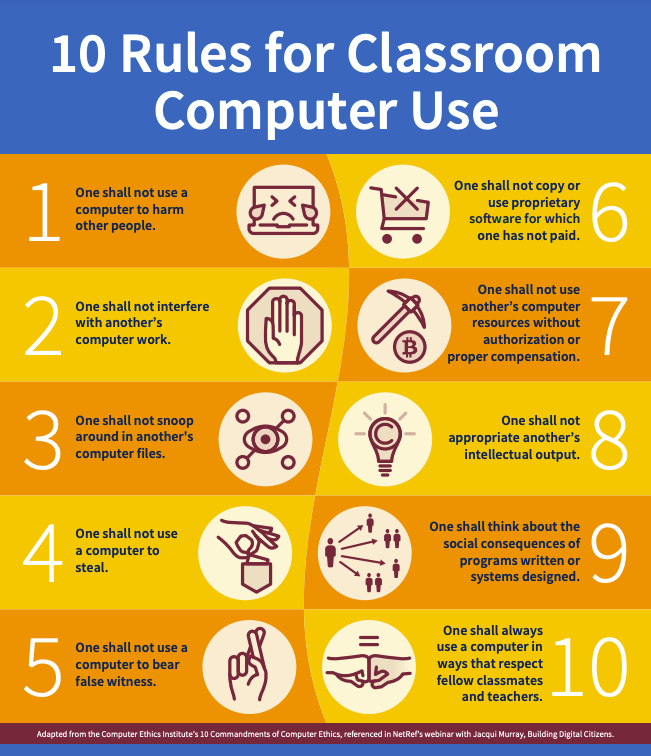 10 Rules for Classroom
Computer Use
1
One shall not use a
computer to harm
other people.
2
One shall not interfere
with another's
computer work.
3
One shall not snoop
around in another's
computer files.
4
One shall not use
a computer to
steal.
5
One shall not use a
computer to bear
false witness.
6
One shall not copy or
use proprietary
software for which
one has not paid.
7
One shall not use
another's computer
resources without
authorization or
proper compensation.
8
One shall not
appropriate another's
intellectual output.
9
One shall think about the
social consequences of
programs written or
systems designed.
10
One shall always
use a computer in
ways that respect
fellow classmates
and teachers.
Adapted from the Computer Ethics Institute's 10 Commandments of Computer Ethics, referenced in NetRef's webinar with Jacqui Murray, Building Digital Citizens.